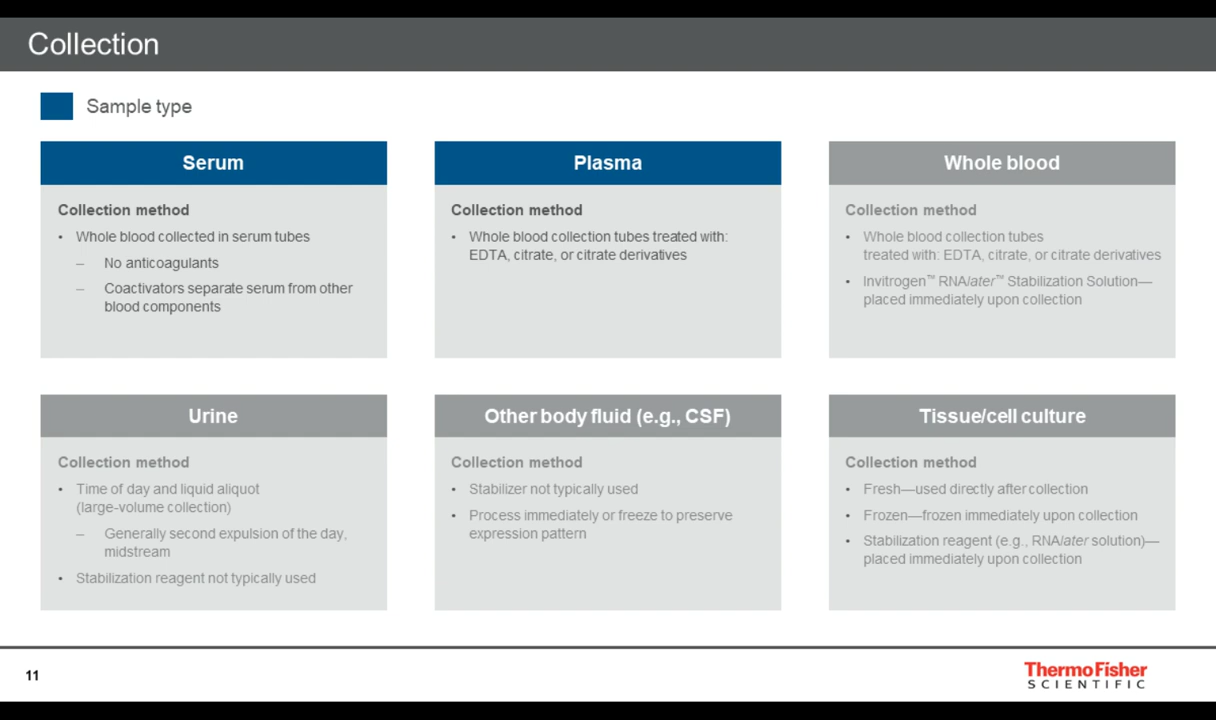 Collection
Sample type
Serum
Collection method
• Whole blood collected in serum tubes
– No anticoagulants
– Coactivators separate serum from other
blood components
Plasma
Collection method
• Whole blood collection tubes treated with:
EDTA, citrate, or citrate derivatives
Whole blood
Collection method
• Whole blood collection tubes
treated with: EDTA, citrate, or citrate derivatives
• Invitrogen™ RNAlater™ Stabilization Solution—
placed immediately upon collection
Urine
Collection method
• Time of day and liquid aliquot
(large-volume collection)
– Generally second expulsion of the day,
midstream
• Stabilization reagent not typically used
Other body fluid (e.g., CSF)
Collection method
• Stabilizer not typically used
• Process immediately or freeze to preserve
expression pattern
Tissue/cell culture
Collection method
• Fresh—used directly after collection
• Frozen—frozen immediately upon collection
• Stabilization reagent (e.g., RNAlater solution)—
placed immediately upon collection
11
ThermoFisher
SCIENTIFIC